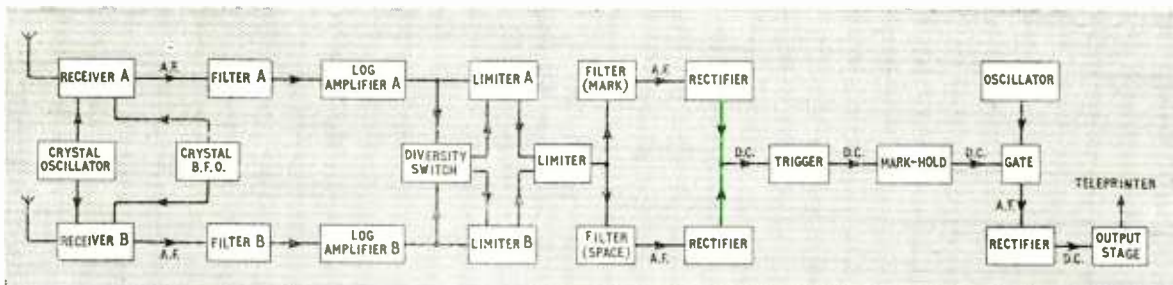 RECEIVER A
A.F.
FILTER A
LOG
AMPLIFIER A
LIMITER A
FILTER
(MARK)
A.F.
RECTIFIER
OSCILLATOR
CRYSTAL
OSCILLATOR
CRYSTAL
B.F.O.
DIVERSITY
SWITCH
LIMITER
D.C.
TRIGGER
D.C.
MARK-HOLD
D.C.
GATE
TELEPRINTER
A.F.
RECEIVER B
A.F.
FILTER B
LOG
AMPLIFIER B
LIMITER B
FILTER
(SPACE)
A.F.
RECTIFIER
RECTIFIER
D.C.
OUTPUT
STAGE